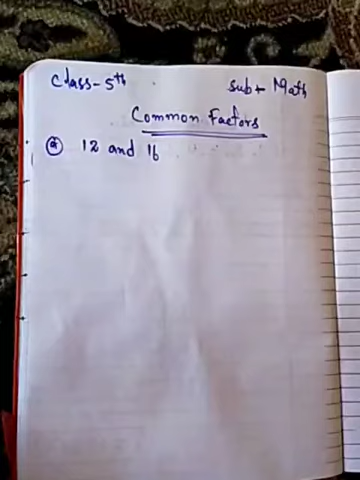 Class-5th
Sub- Math
Common Factors
(a) 12 and 16